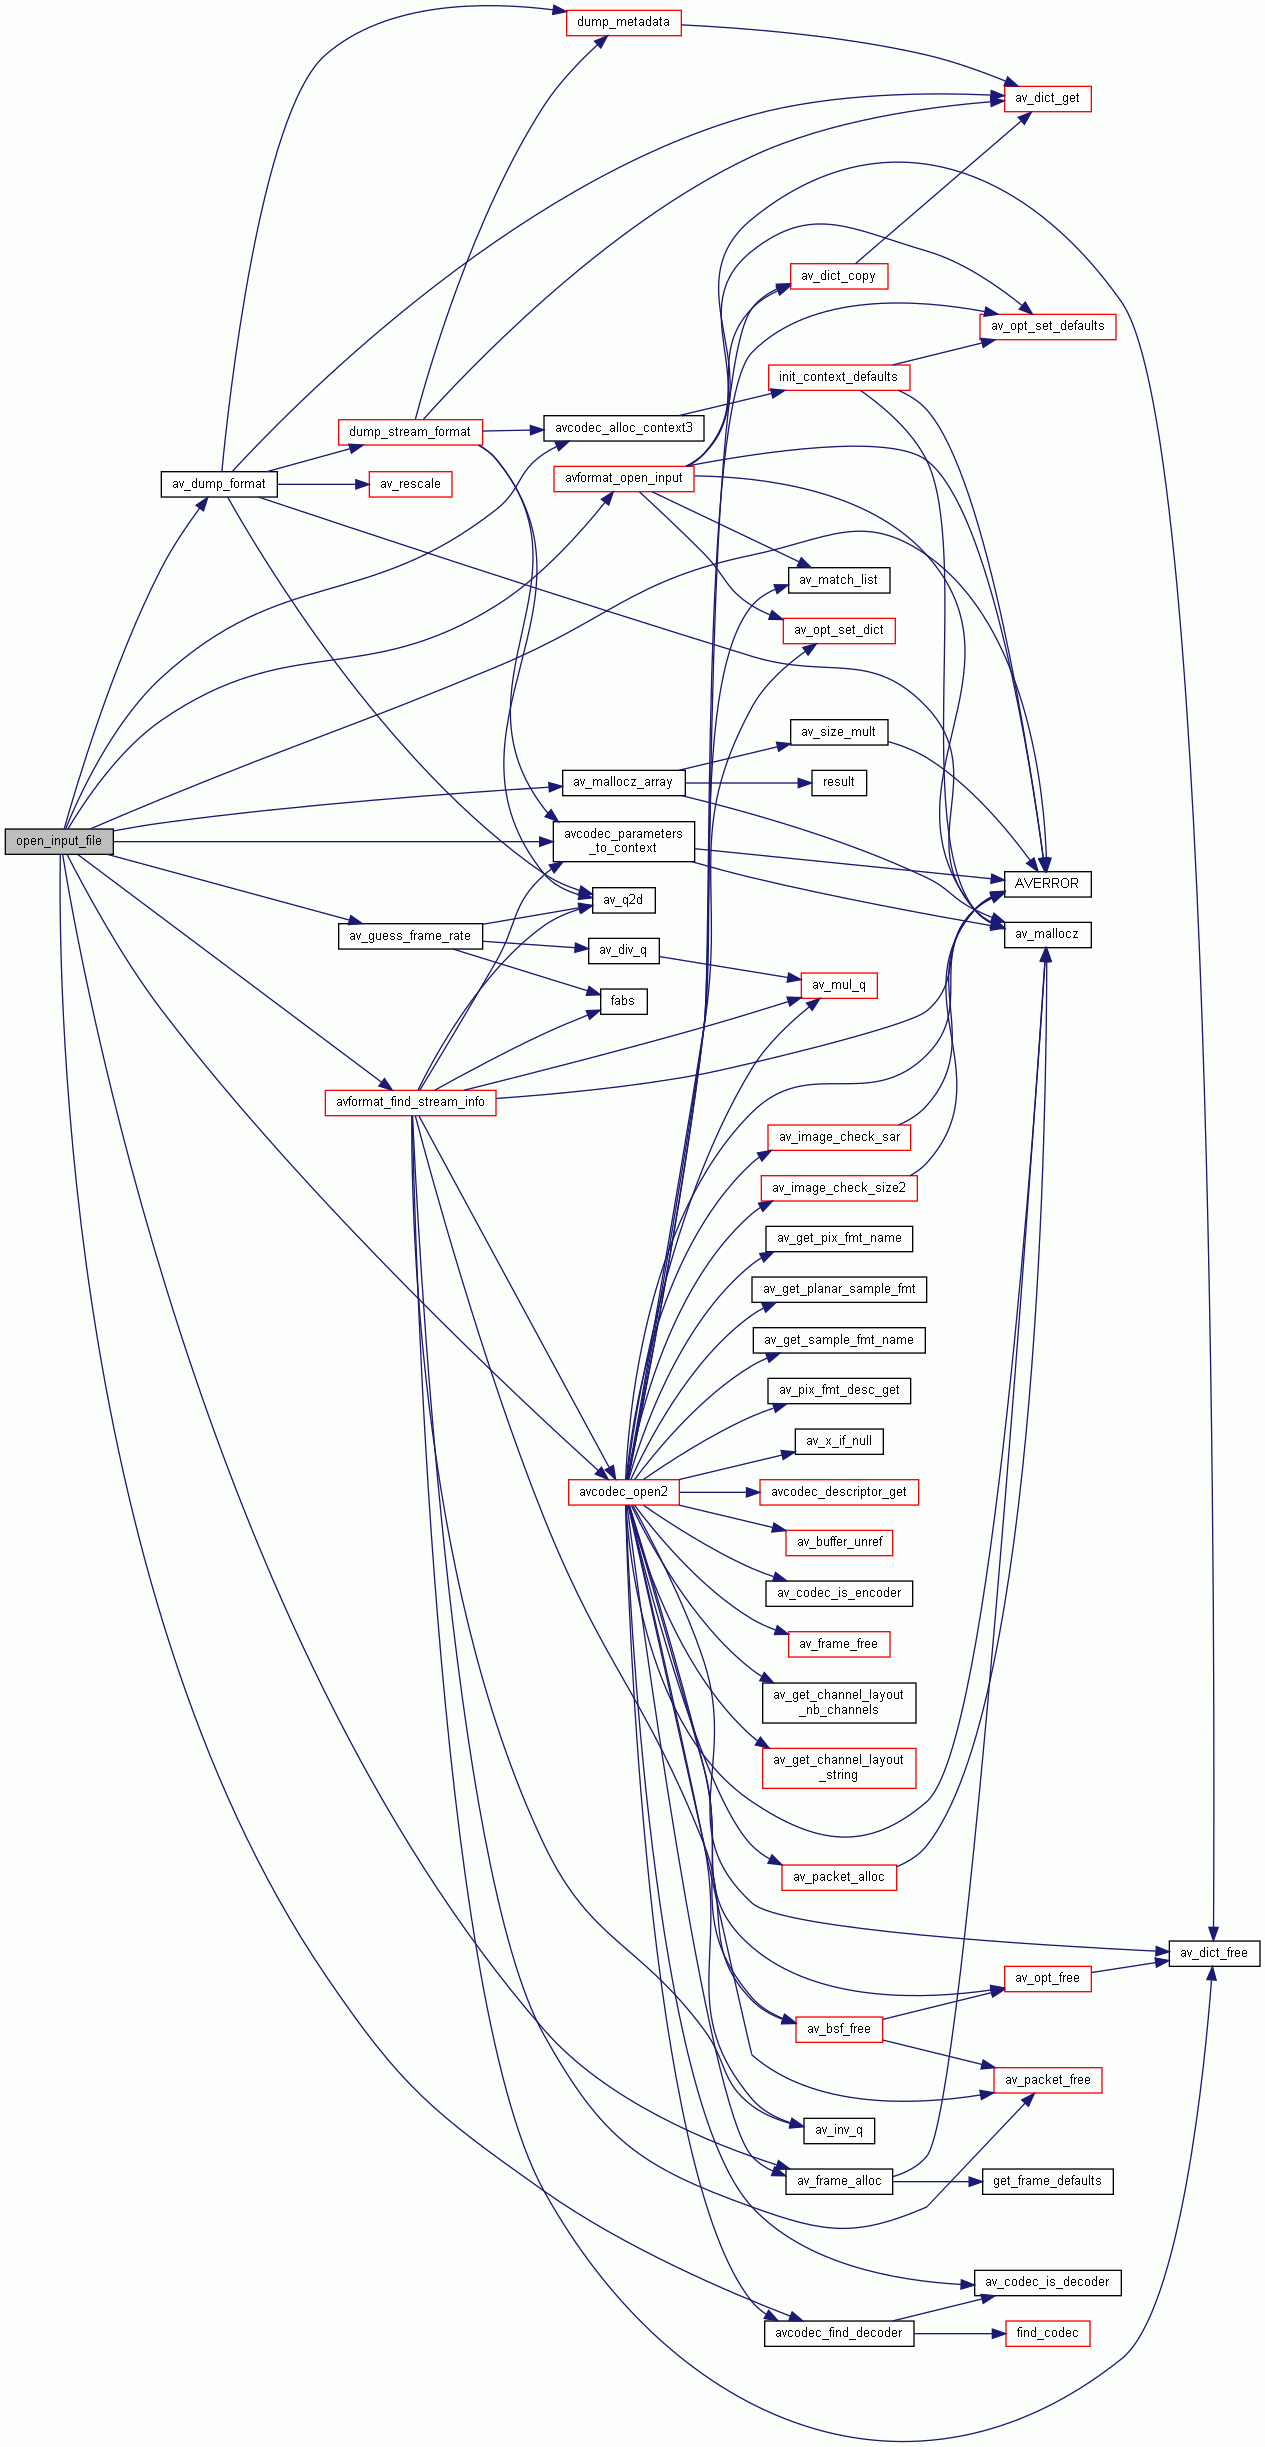 dump_metadata
av_dict_get
av_dict_copy
av_opt_set_defaults
init_context_defaults
dump_stream_format
avcodec_alloc_context3
av_dump_format
av_rescale
avformat_open_input
av_match_list
av_opt_set_dict
av_size_mult
av_mallocz_array
result
open_input_file
avcodec_parameters
_to_context
AVERROR
av_q2d
av_guess_frame_rate
av_mallocz
av_div_q
av_mul_q
fabs
avformat_find_stream_info
av_image_check_sar
av_image_check_size2
av_get_pix_fmt_name
av_get_planar_sample_fmt
av_get_sample_fmt_name
av_pix_fmt_desc_get
av_x_if_null
avcodec_open2
avcodec_descriptor_get
av_buffer_unref
av_codec_is_encoder
av_frame_free
av_get_channel_layout
_nb_channels
av_get_channel_layout
_string
av_packet_alloc
av_dict_free
av_opt_free
av_bsf_free
av_packet_free
av_inv_q
av_frame_alloc
get_frame_defaults
av_codec_is_decoder
avcodec_find_decoder
find_codec